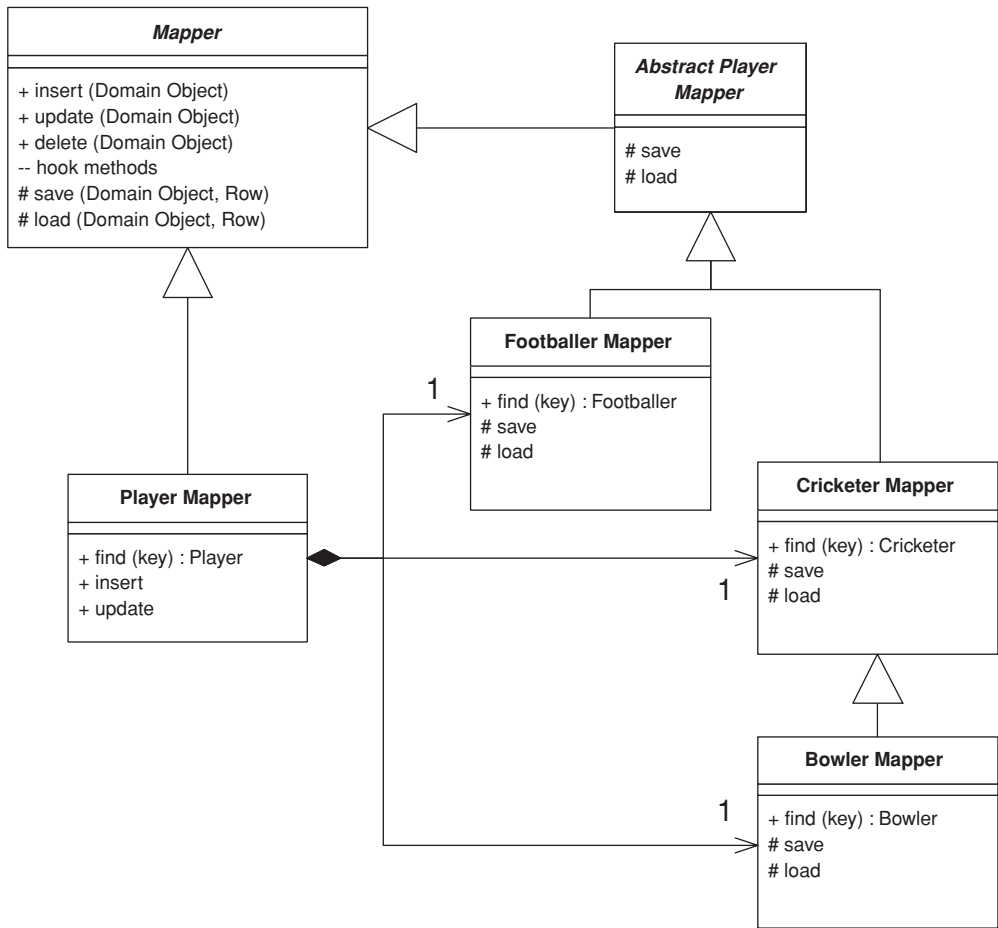 Mapper
+ insert (Domain Object)
+ update (Domain Object)
+ delete (Domain Object)
-- hook methods
# save (Domain Object, Row)
# load (Domain Object, Row)
Abstract Player
Mapper
# save
# load
Footballer Mapper
+ find (key) : Footballer
# save
# load
1
Player Mapper
+ find (key) : Player
+ insert
+ update
Cricketer Mapper
+ find (key) : Cricketer
# save
# load
1
Bowler Mapper
+ find (key) : Bowler
# save
# load
1